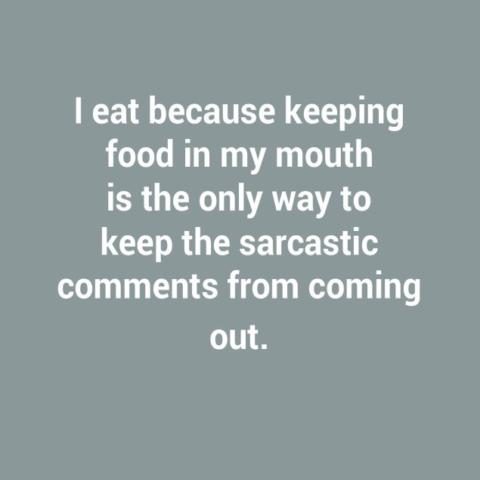 I eat because keeping
food in my mouth
is the only way to
keep the sarcastic
comments from coming
out.